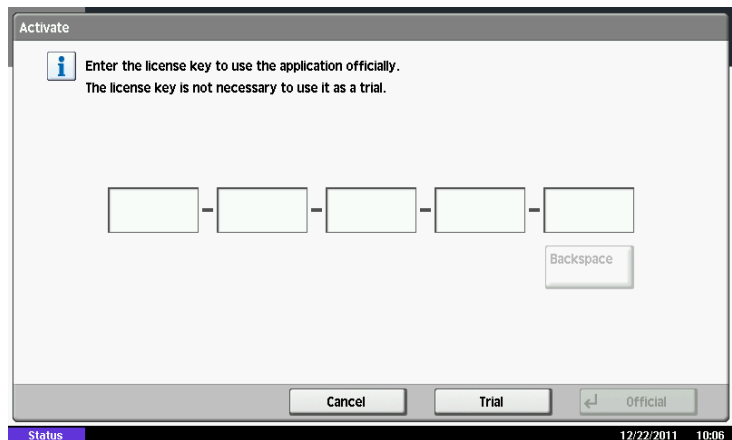 Activate
Enter the license key to use the application officially.
The license key is not necessary to use it as a trial.
- - - -
Backspace
Cancel Trial Official
Status 12/22/2011 10:06